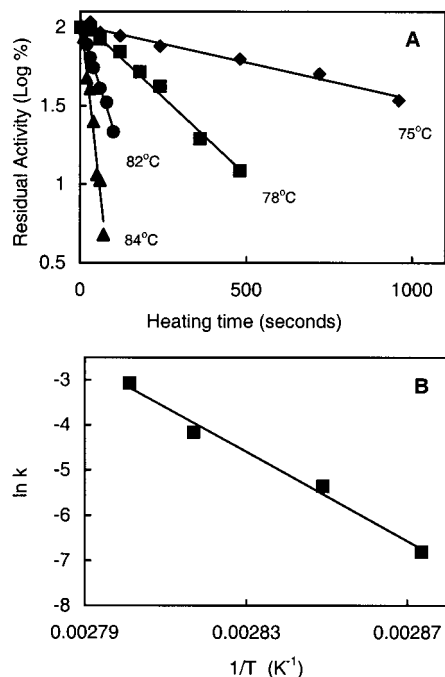 A
Residual Activity (Log %)
2.0
1.5
1
0.5
75°C
82°C
78°C
84°C
0
500
1000
Heating time (seconds)
B
ln k
-3
-4
-5
-6
-7
-8
0.00279
0.00283
0.00287
1/T (K⁻¹)